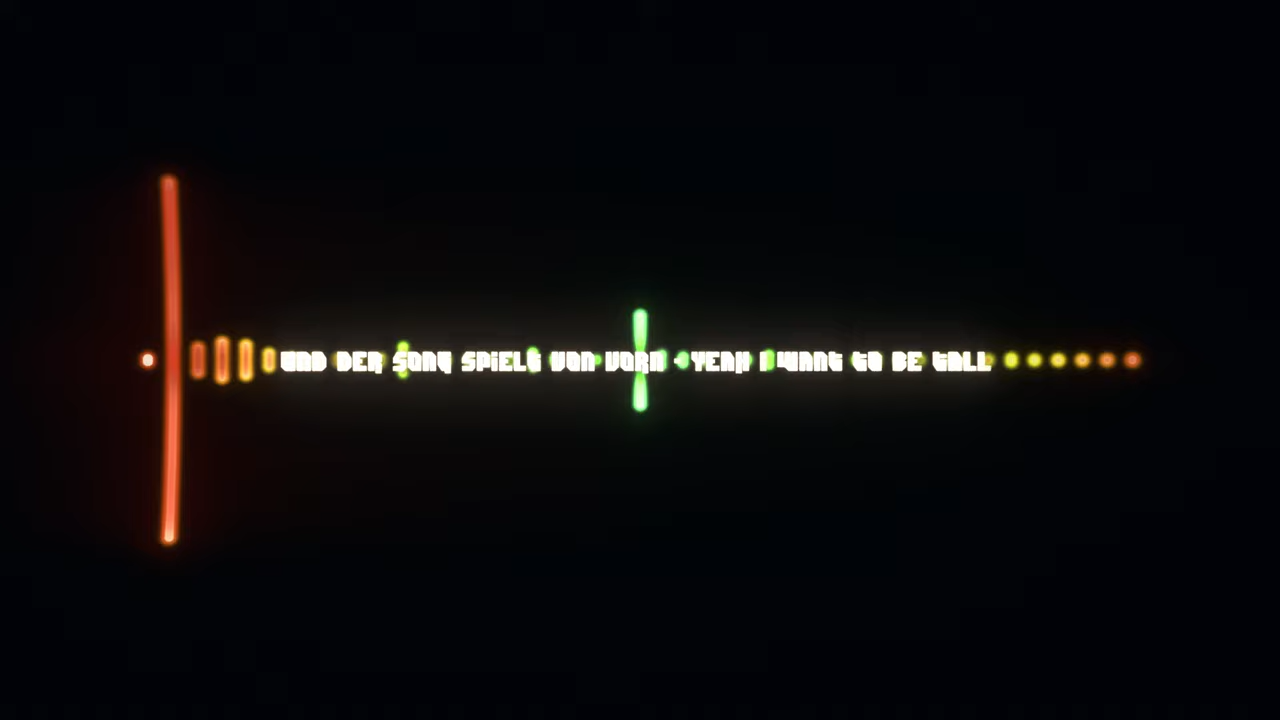 UND DER SONG SPIELT VON VORN - YEAH I WANT TO BE TALL